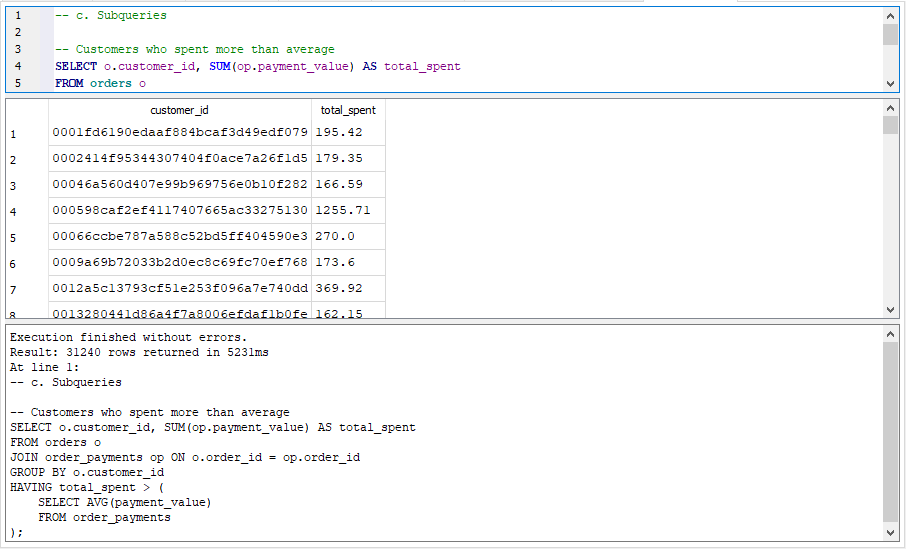 1 -- c. Subqueries
2
3 -- Customers who spent more than average
4 SELECT o.customer_id, SUM(op.payment_value) AS total_spent
5 FROM orders o
customer_id total_spent
1 0001fd6190edaaf884bcaf3d49edf079 195.42
2 0002414f95344307404f0ace7a26f1d5 179.35
3 00046a560d407e99b969756e0b10f282 166.59
4 000598caf2ef4117407665ac33275130 1255.71
5 00066ccbe787a588c52bd5ff404590e3 270.0
6 0009a69b72033b2d0ec8c69fc70ef768 173.6
7 0012a5c13793cf51e253f096a7e740dd 369.92
8 0013280441d86a4f7a8006efdaf1b0fe 162.15
Execution finished without errors.
Result: 31240 rows returned in 5231ms
At line 1:
-- c. Subqueries
-- Customers who spent more than average
SELECT o.customer_id, SUM(op.payment_value) AS total_spent
FROM orders o
JOIN order_payments op ON o.order_id = op.order_id
GROUP BY o.customer_id
HAVING total_spent > (
SELECT AVG(payment_value)
FROM order_payments
);